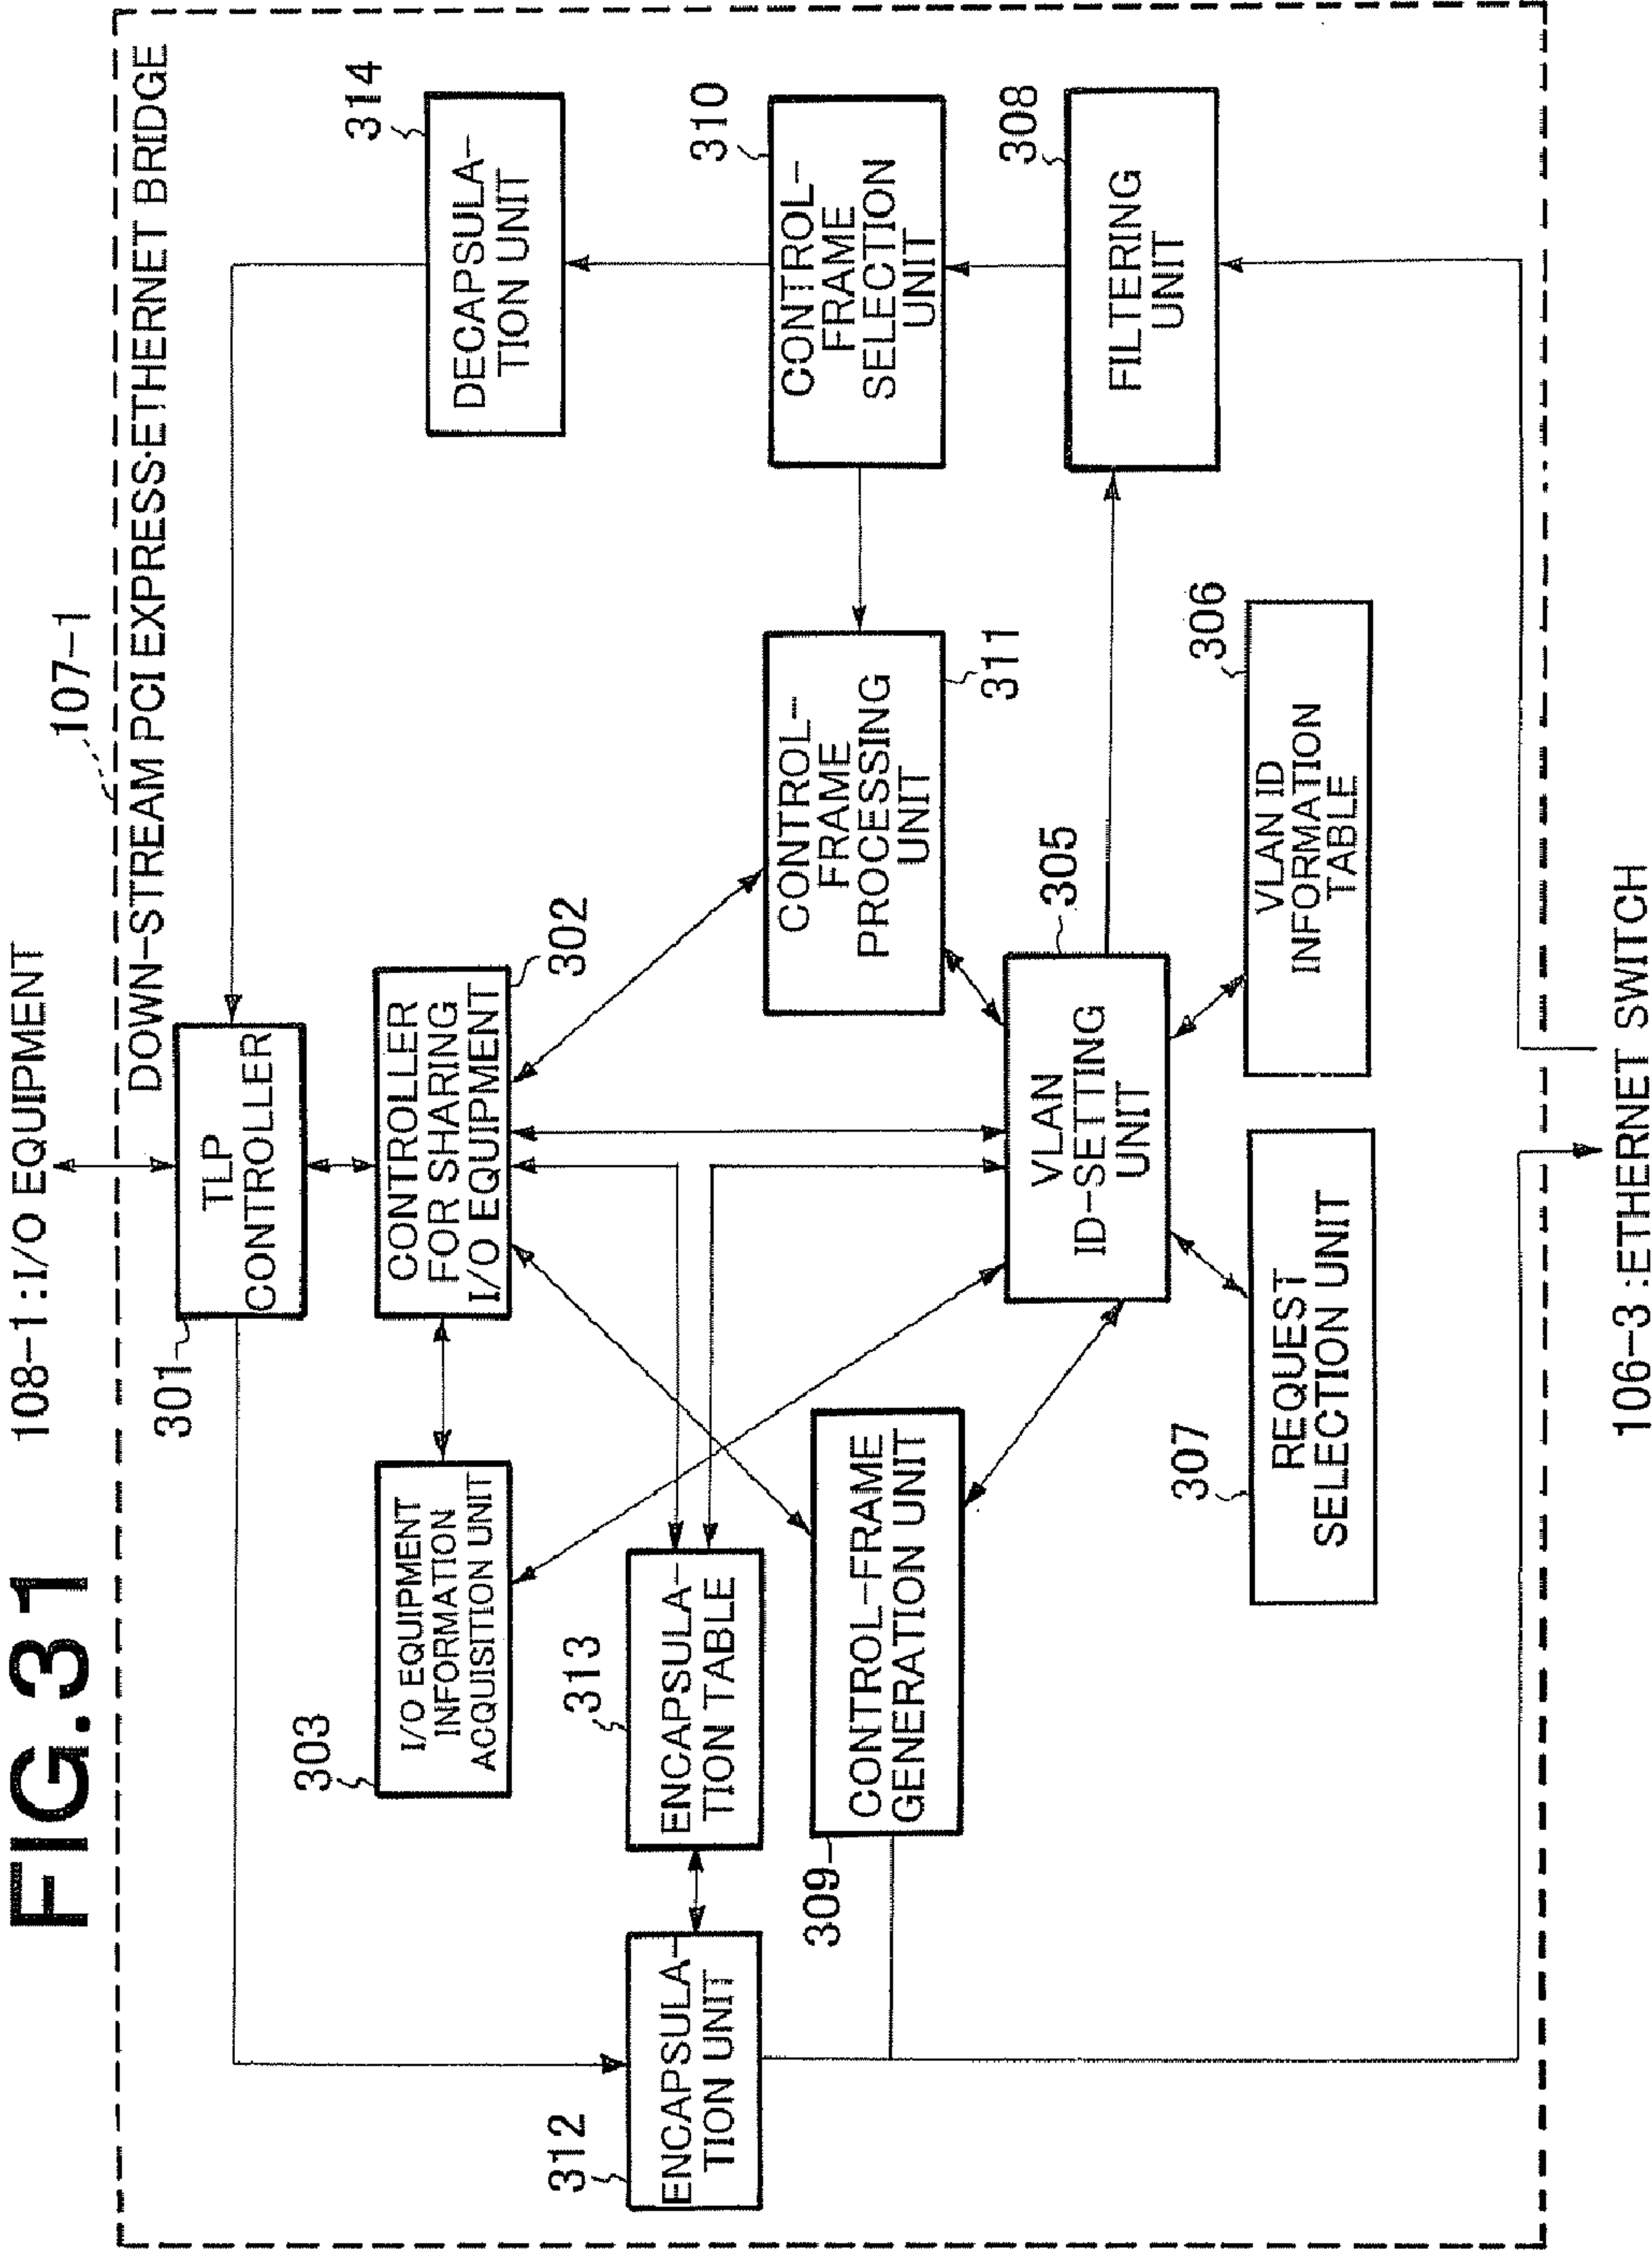 FIG.31
108-1 :I/O EQUIPMENT
107-1
DOWN-STREAM PCI EXPRESS·ETHERNET BRIDGE
301
TLP
CONTROLLER
314
DECAPSULA-
TION UNIT
303
I/O EQUIPMENT
INFORMATION
ACQUISITION UNIT
302
CONTROLLER
FOR SHARING
I/O EQUIPMENT
312
ENCAPSULA-
TION UNIT
313
ENCAPSULA-
TION TABLE
310
CONTROL-
FRAME
SELECTION
UNIT
309
CONTROL-FRAME
GENERATION UNIT
311
CONTROL-
FRAME
PROCESSING
UNIT
305
VLAN
ID-SETTING
UNIT
308
FILTERING
UNIT
307
REQUEST
SELECTION UNIT
306
VLAN ID
INFORMATION
TABLE
106-3 :ETHERNET SWITCH